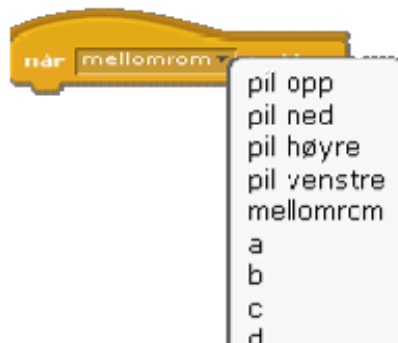 når mellomrom
pil opp
pil ned
pil høyre
pil venstre
mellomrom
a
b
c
d